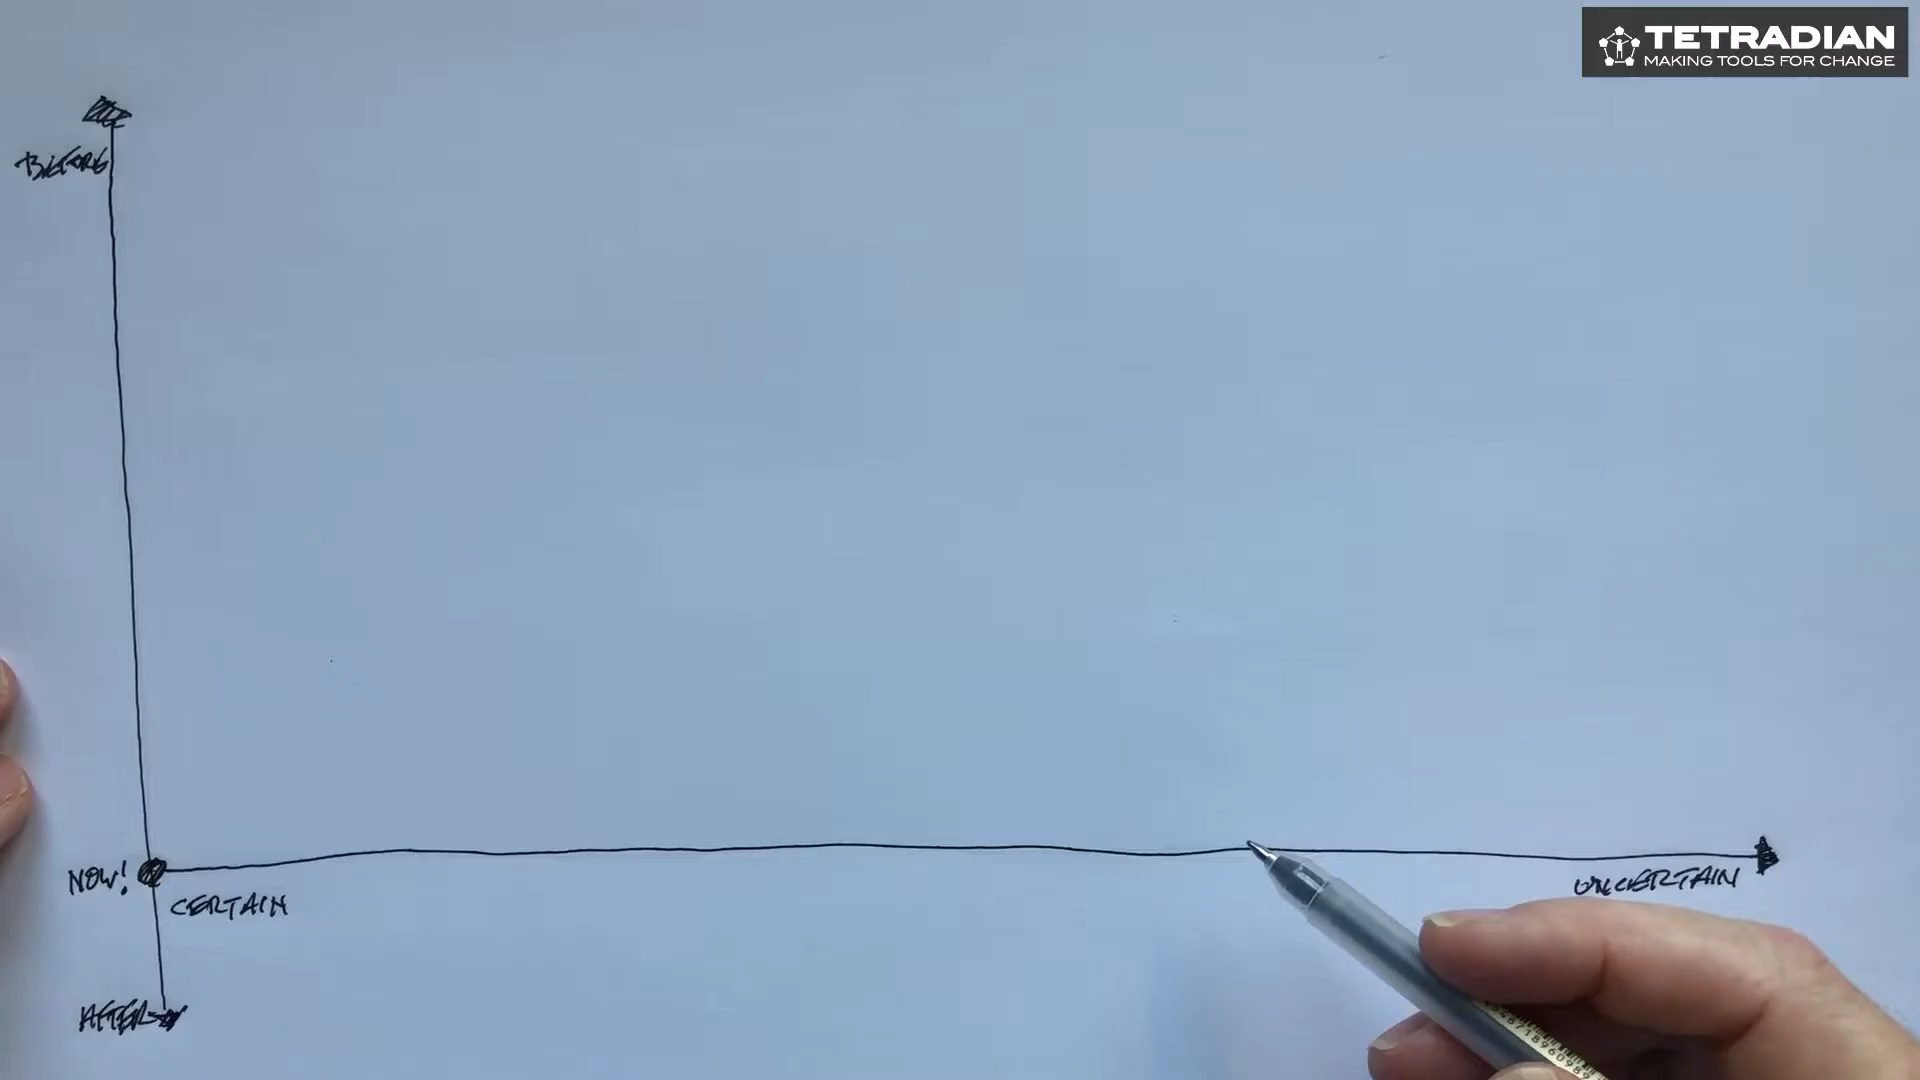 TETRADIAN
MAKING TOOLS FOR CHANGE
BEFORE
NOW!
CERTAIN
UNCERTAIN
AFTER